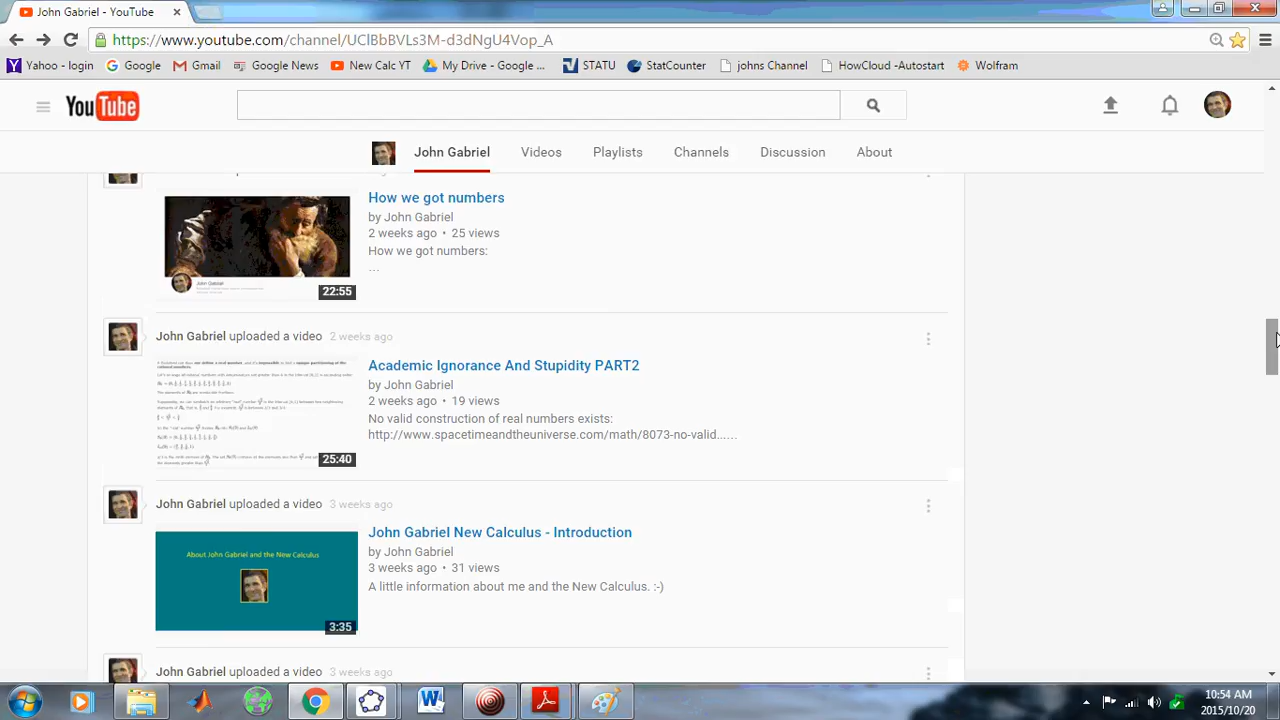 John Gabriel - YouTube
https://www.youtube.com/channel/UClBbBVLs3M-d3dNgU4Vop_A
Yahoo - login
Google
Gmail
Google News
New Calc YT
My Drive - Google ...
STATU
StatCounter
johns Channel
HowCloud -Autostart
Wolfram
YouTube
John Gabriel
Videos
Playlists
Channels
Discussion
About
How we got numbers
by John Gabriel
2 weeks ago • 25 views
How we got numbers:
...
22:55
John Gabriel uploaded a video 2 weeks ago
Academic Ignorance And Stupidity PART2
by John Gabriel
2 weeks ago • 19 views
No valid construction of real numbers exists:
http://www.spacetimeandtheuniverse.com/math/8073-no-valid......
25:40
John Gabriel uploaded a video 3 weeks ago
John Gabriel New Calculus - Introduction
by John Gabriel
3 weeks ago • 31 views
A little information about me and the New Calculus. :-)
About John Gabriel and the New Calculus
3:35
John Gabriel uploaded a video 3 weeks ago
10:54 AM
2015/10/20